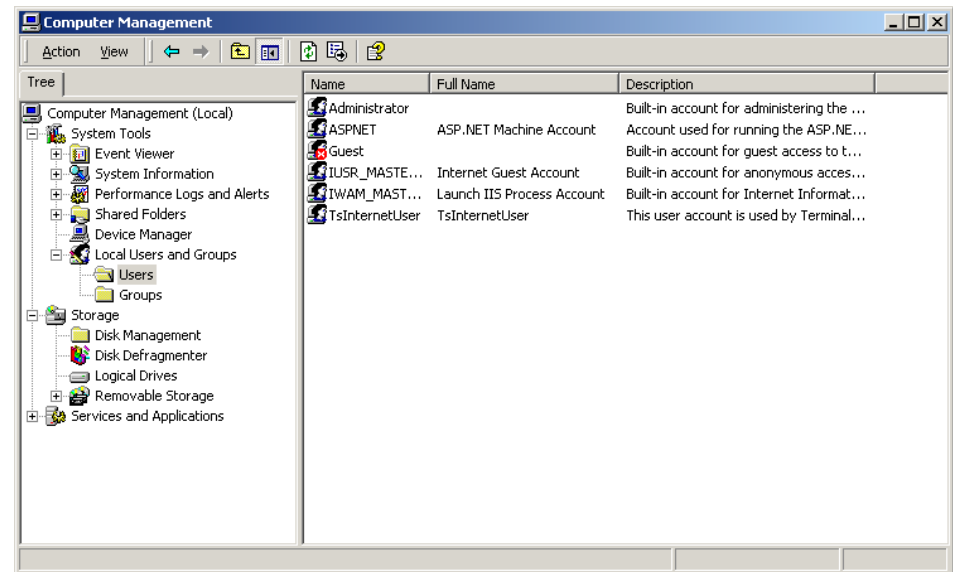 Computer Management
Action View
Tree
Computer Management (Local)
System Tools
Event Viewer
System Information
Performance Logs and Alerts
Shared Folders
Device Manager
Local Users and Groups
Users
Groups
Storage
Disk Management
Disk Defragmenter
Logical Drives
Removable Storage
Services and Applications
Name Full Name Description
Administrator Built-in account for administering the ...
ASPNET ASP.NET Machine Account Account used for running the ASP.NE...
Guest Built-in account for guest access to t...
IUSR_MASTE... Internet Guest Account Built-in account for anonymous acces...
IWAM_MAST... Launch IIS Process Account Built-in account for Internet Informat...
TsInternetUser TsInternetUser This user account is used by Terminal...